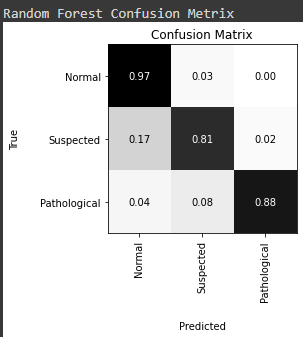 Random Forest Confusion Metrix
Confusion Matrix
True
Normal 0.97 0.03 0.00
Suspected 0.17 0.81 0.02
Pathological 0.04 0.08 0.88
Normal Suspected Pathological
Predicted